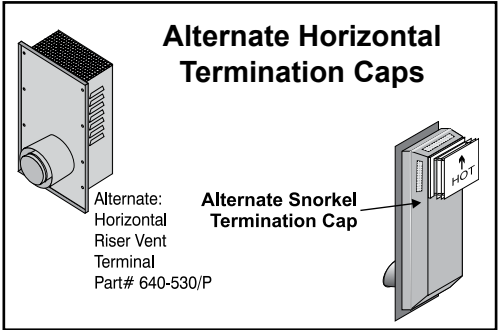 Alternate Horizontal
Termination Caps
Alternate:
Horizontal
Riser Vent
Terminal
Part# 640-530/P
Alternate Snorkel
Termination Cap
HOT